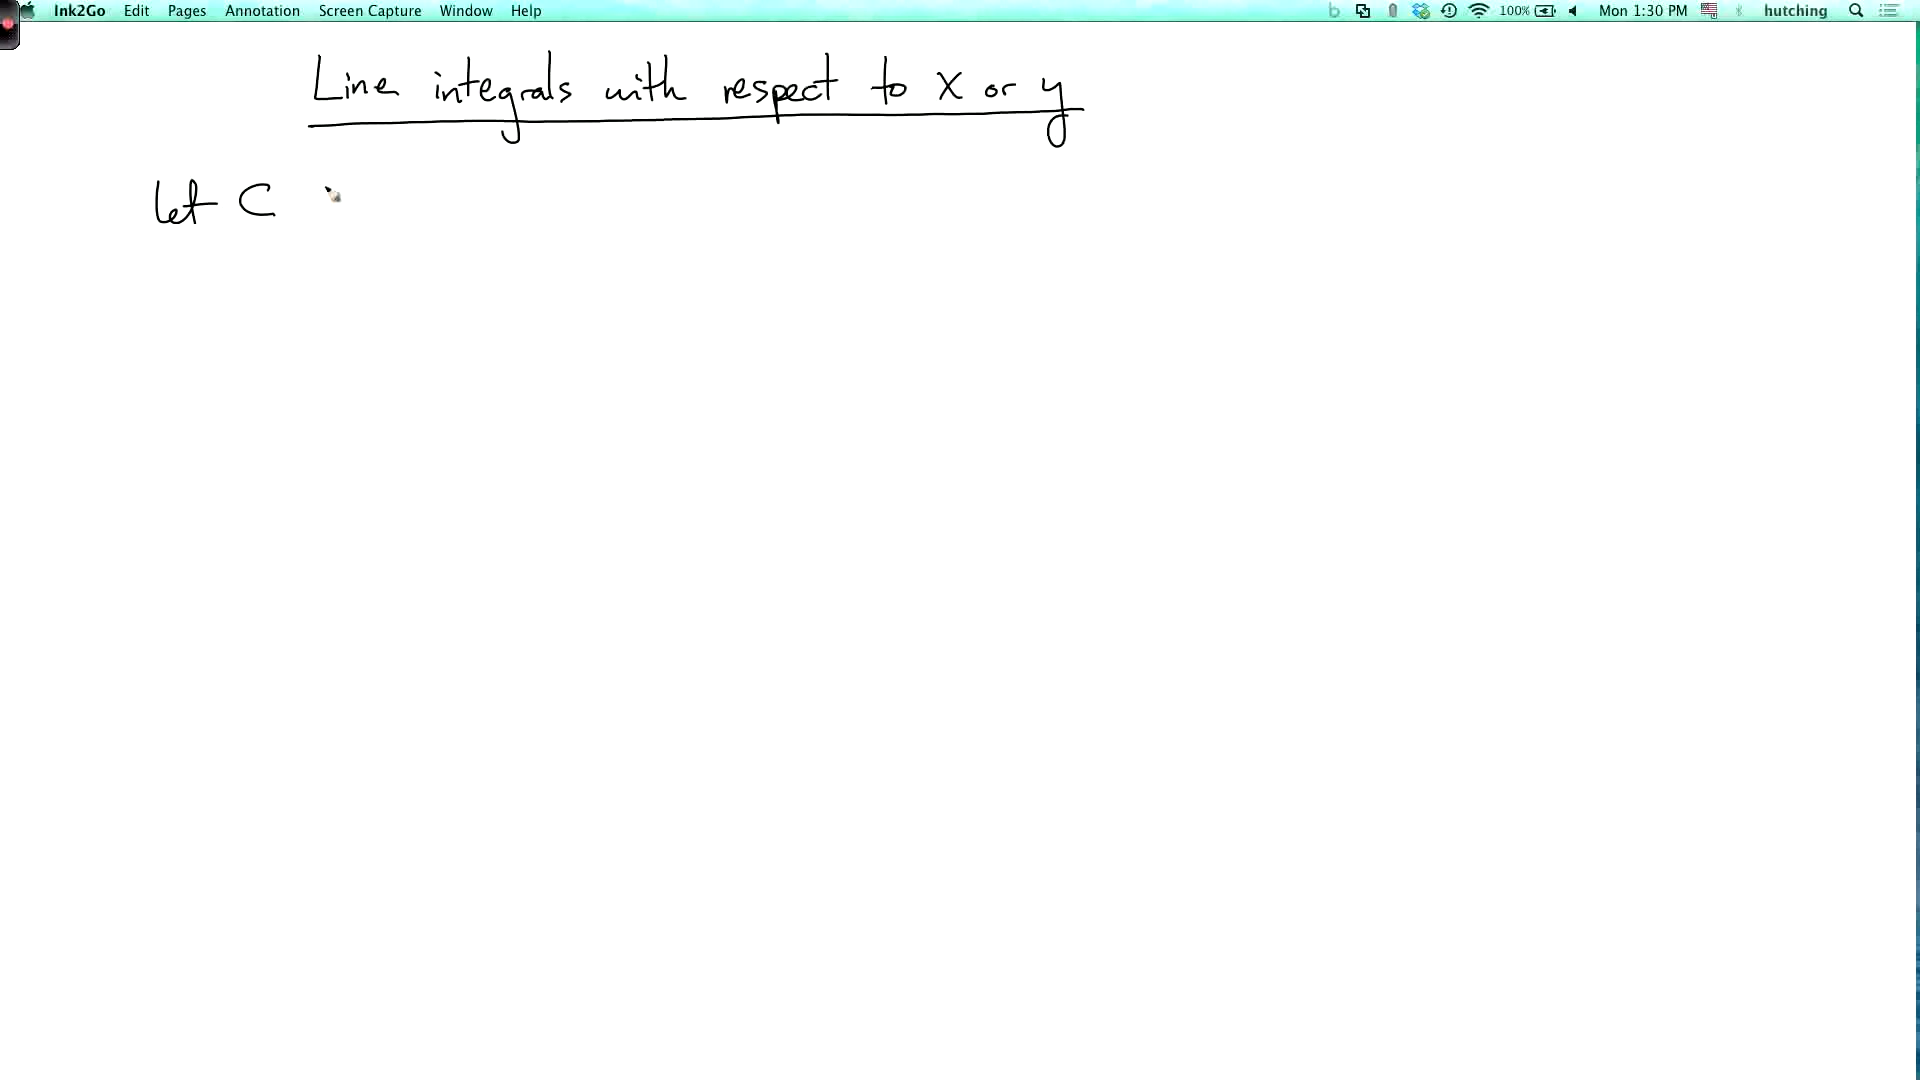 Ink2Go Edit Pages Annotation Screen Capture Window Help 100% Mon 1:30 PM hutching
Line integrals with respect to x or y
let C